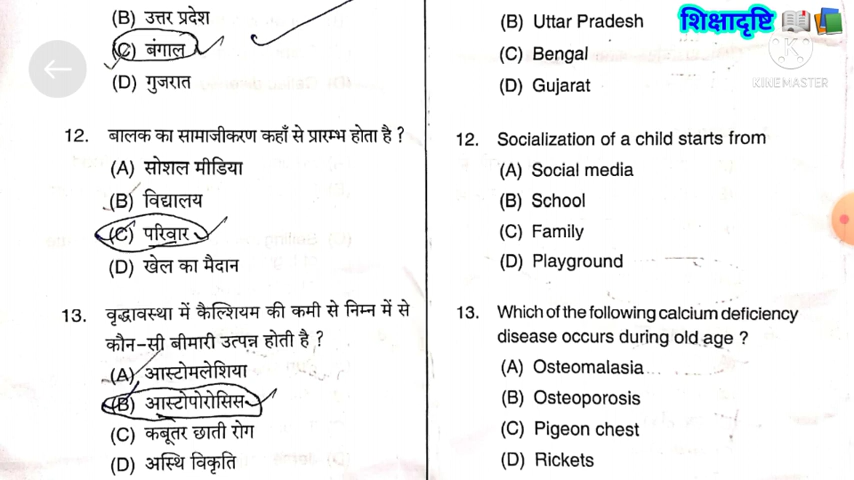 (B) उत्तर प्रदेश
(C) बंगाल
(D) गुजरात
12. बालक का सामाजीकरण कहाँ से प्रारम्भ होता है ?
(A) सोशल मीडिया
(B) विद्यालय
(C) परिवार
(D) खेल का मैदान
13. वृद्धावस्था में कैल्शियम की कमी से निम्न में से
कौन-सी बीमारी उत्पन्न होती है ?
(A) आस्टोमलेशिया
(B) आस्टोपोरोसिस
(C) कबूतर छाती रोग
(D) अस्थि विकृति
शिक्षादृष्टि
KINEMASTER
(B) Uttar Pradesh
(C) Bengal
(D) Gujarat
12. Socialization of a child starts from
(A) Social media
(B) School
(C) Family
(D) Playground
13. Which of the following calcium deficiency
disease occurs during old age ?
(A) Osteomalasia
(B) Osteoporosis
(C) Pigeon chest
(D) Rickets